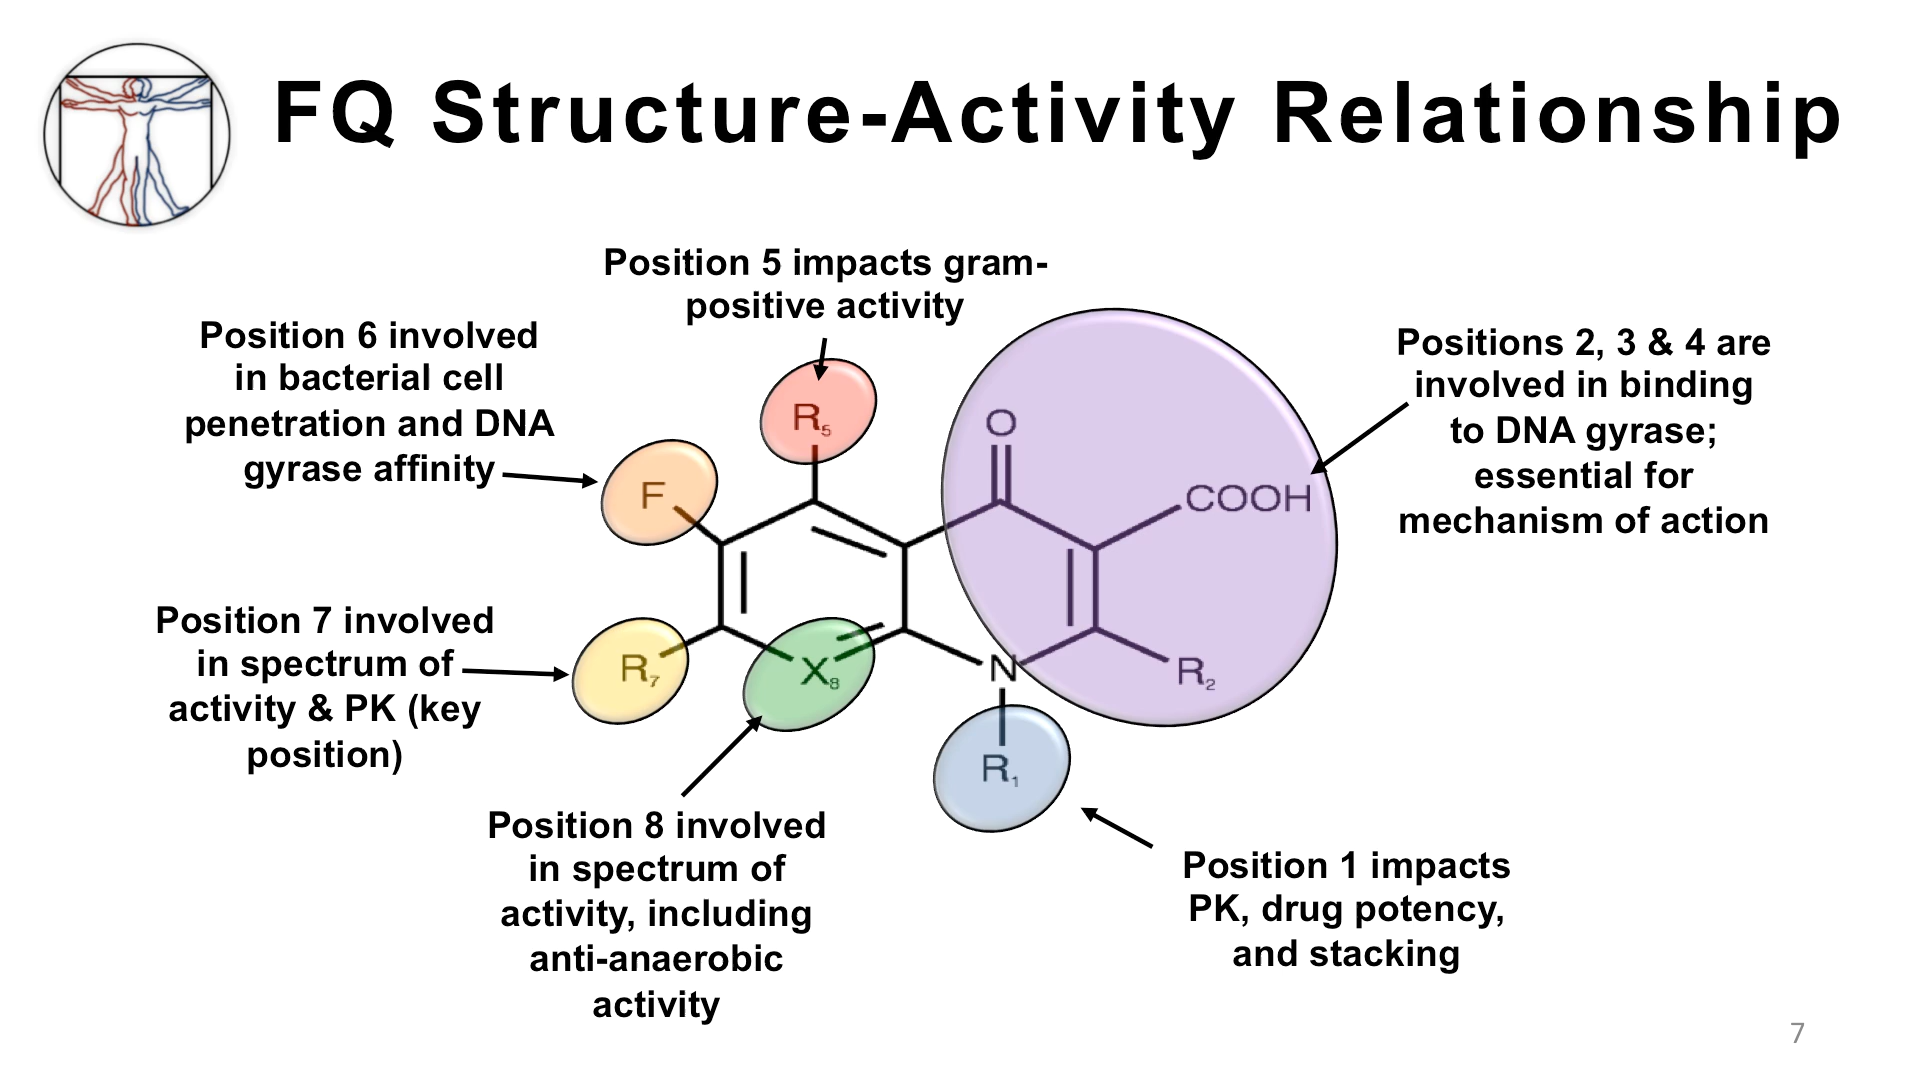 FQ Structure-Activity Relationship
Position 5 impacts gram-
positive activity
Position 6 involved
in bacterial cell
penetration and DNA
gyrase affinity
Positions 2, 3 & 4 are
involved in binding
to DNA gyrase;
essential for
mechanism of action
R₅
O
F
COOH
Position 7 involved
in spectrum of
activity & PK (key
position)
R₇
X₈
N
R₂
R₁
Position 8 involved
in spectrum of
activity, including
anti-anaerobic
activity
Position 1 impacts
PK, drug potency,
and stacking
7